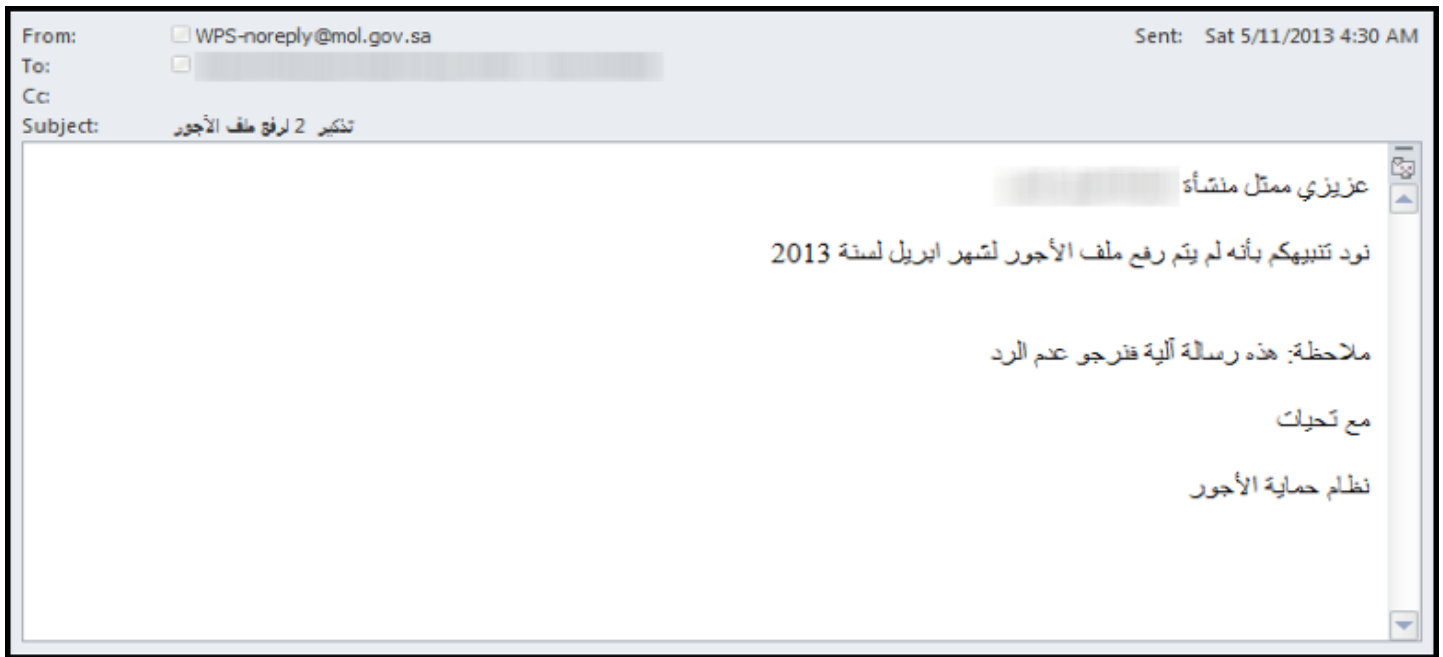 From: WPS-noreply@mol.gov.sa Sent: Sat 5/11/2013 4:30 AM
To:
Cc:
Subject: تذكير 2 لرفع ملف الأجور
عزيزي ممثل منشأة
نود تنبيهكم بأنه لم يتم رفع ملف الأجور لشهر ابريل لسنة 2013
ملاحظة: هذه رسالة آلية فنرجو عدم الرد
مع تحيات
نظام حماية الأجور